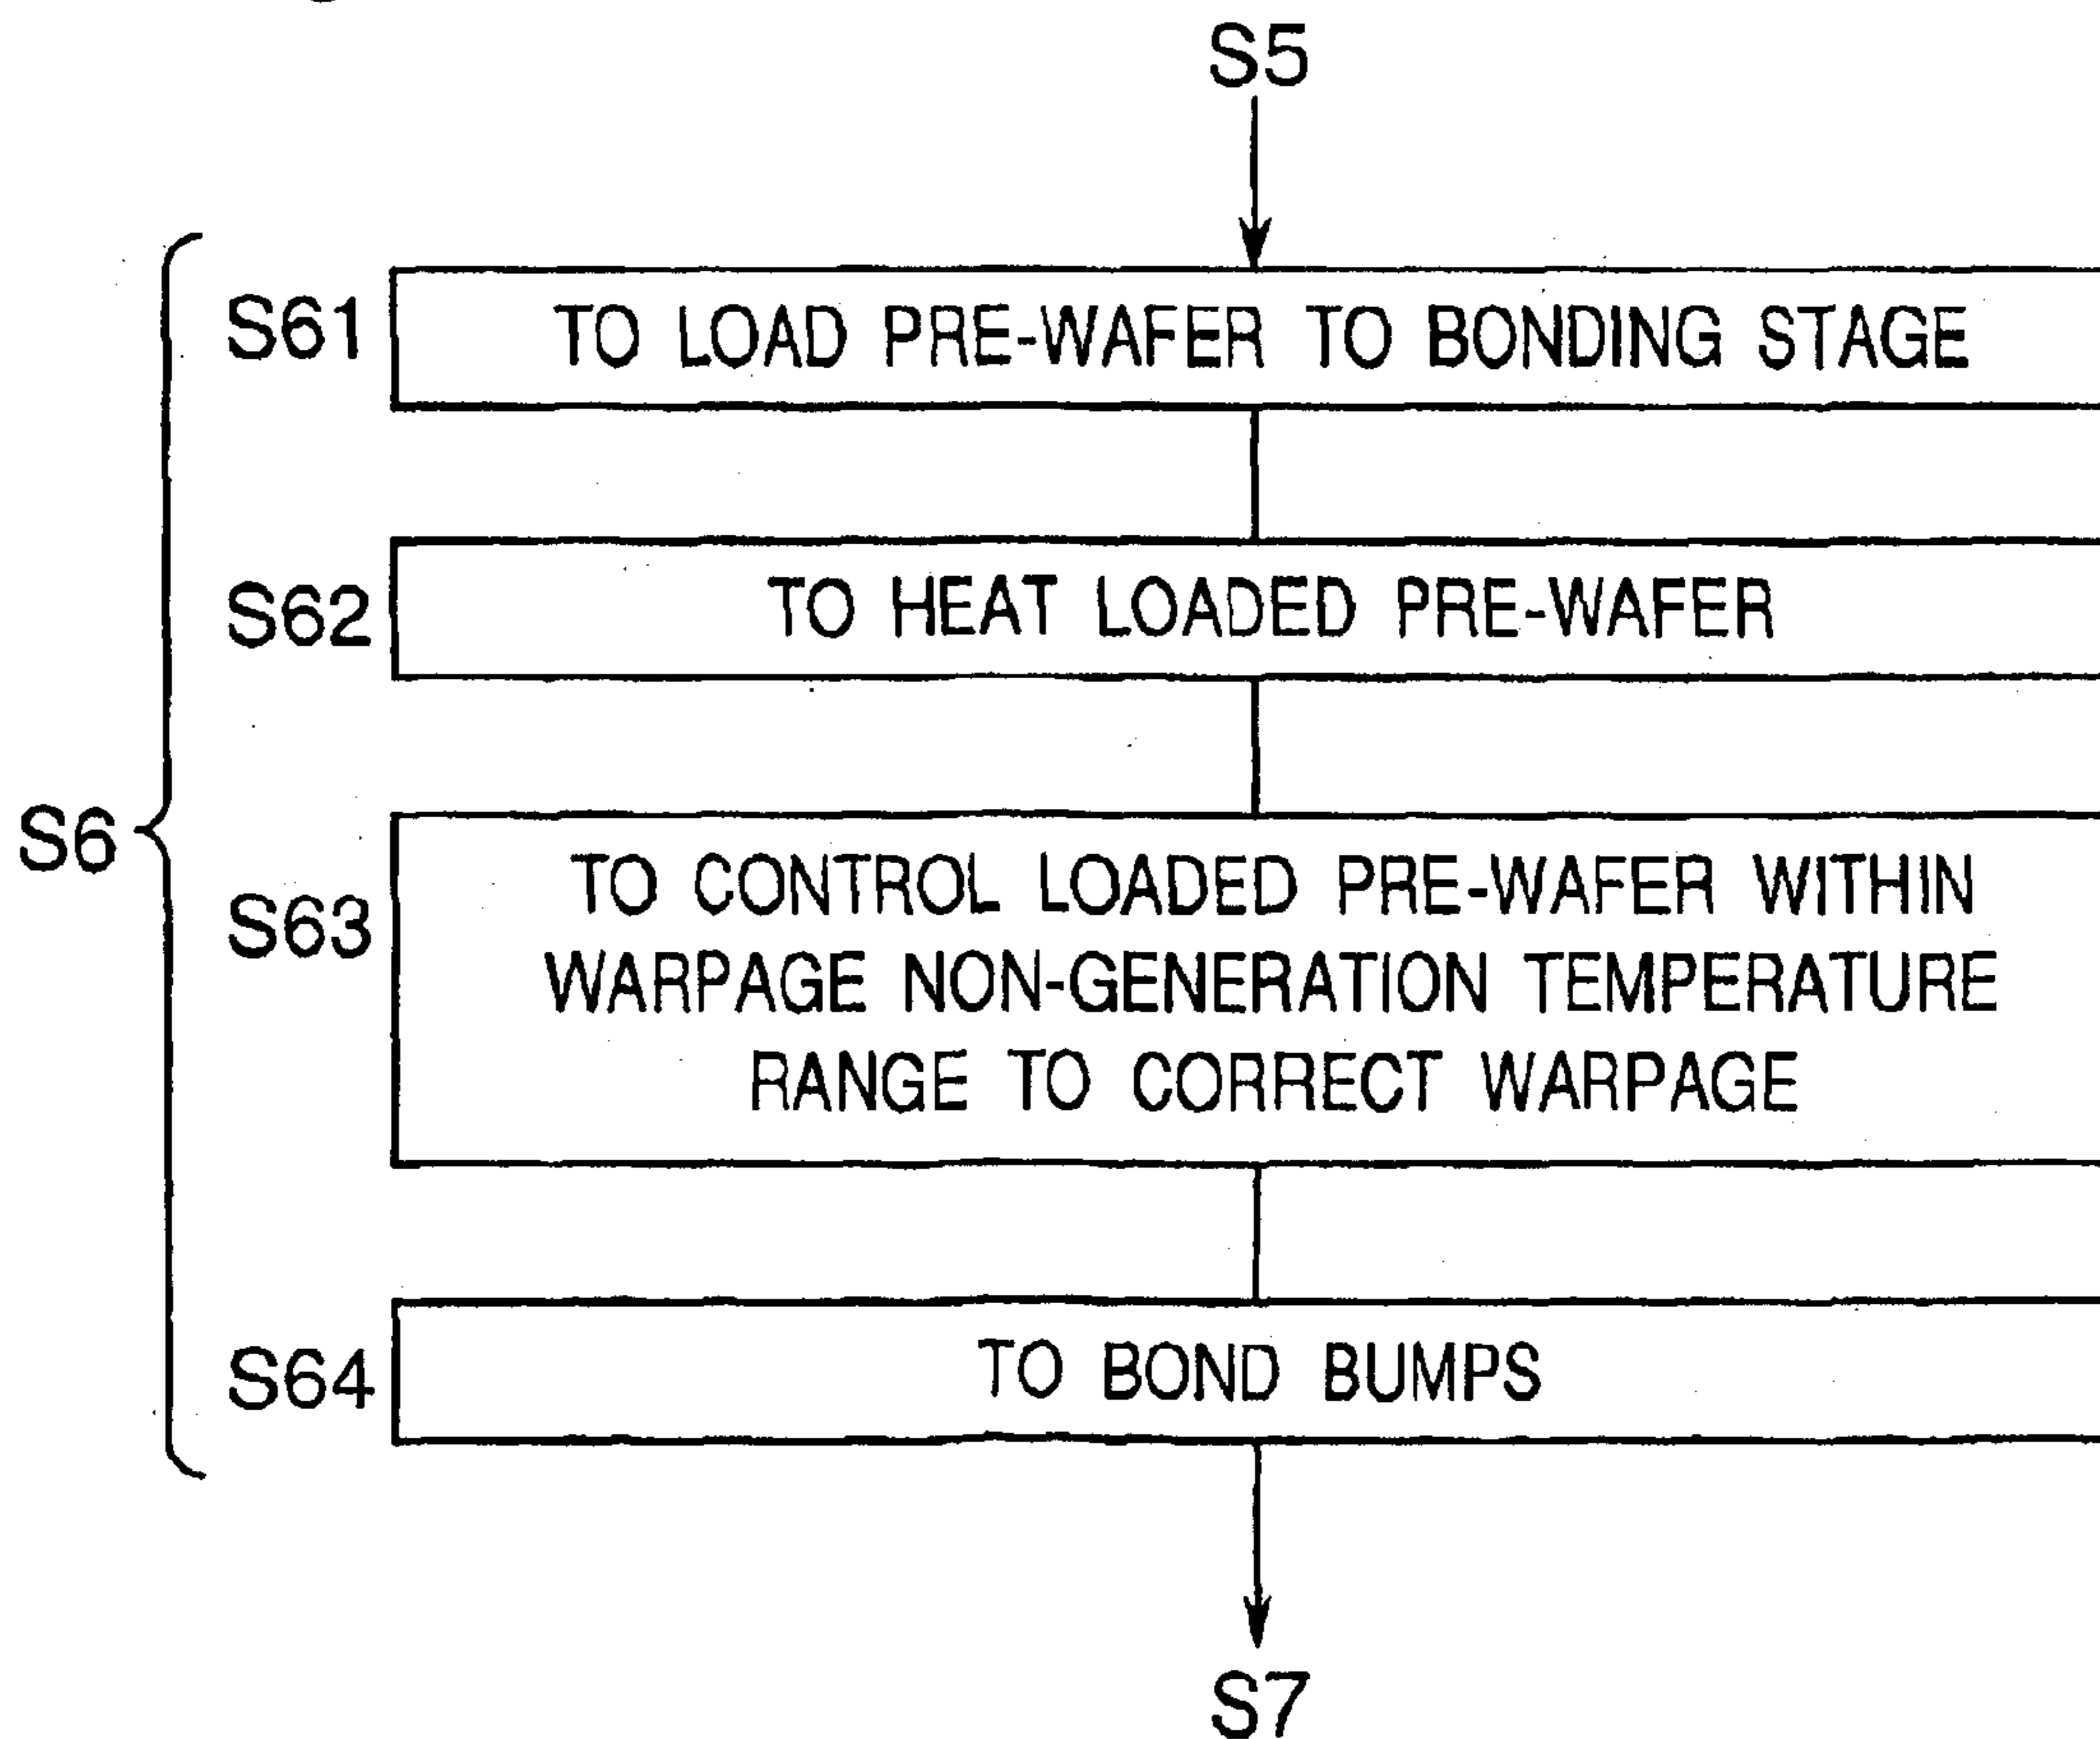 S5
S61 TO LOAD PRE-WAFER TO BONDING STAGE
S62 TO HEAT LOADED PRE-WAFER
S6
S63 TO CONTROL LOADED PRE-WAFER WITHIN
WARPAGE NON-GENERATION TEMPERATURE
RANGE TO CORRECT WARPAGE
S64 TO BOND BUMPS
S7